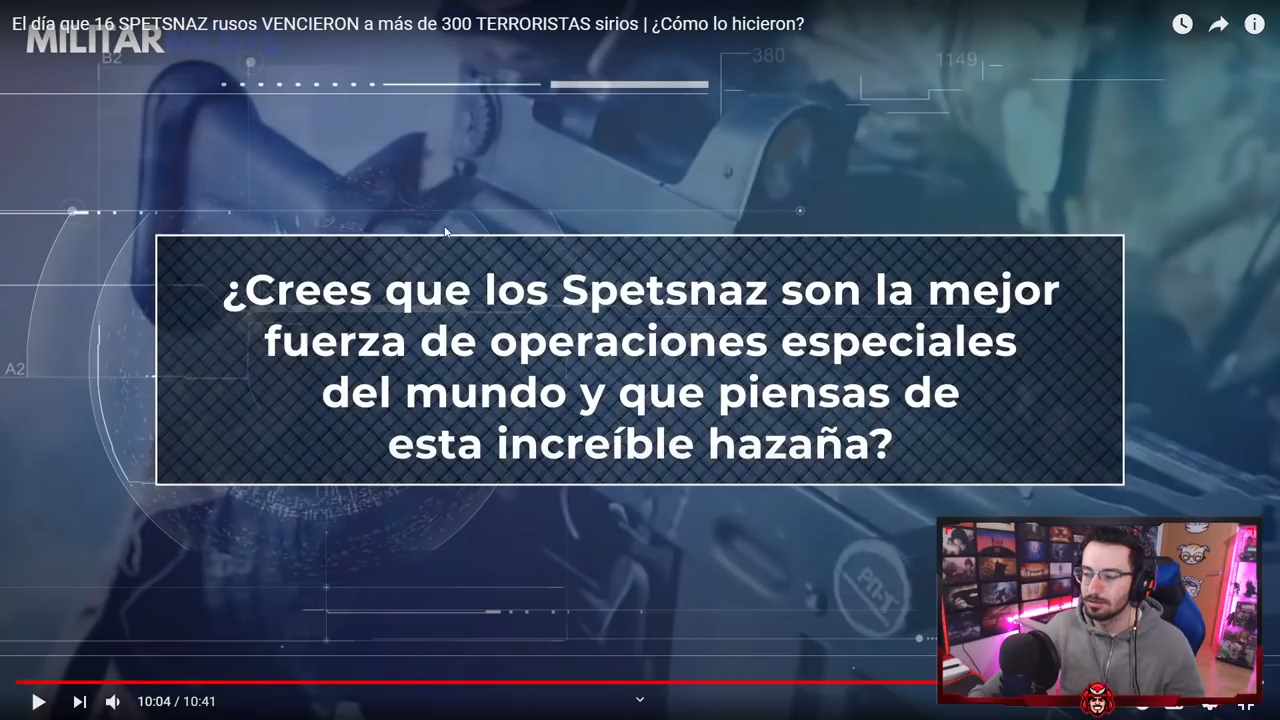 El día que 16 SPETSNAZ rusos VENCIERON a más de 300 TERRORISTAS sirios | ¿Cómo lo hicieron?
MILITARMENTE
B2
380
1149
¿Crees que los Spetsnaz son la mejor
fuerza de operaciones especiales
del mundo y que piensas de
esta increíble hazaña?
A2
10:04 / 10:41